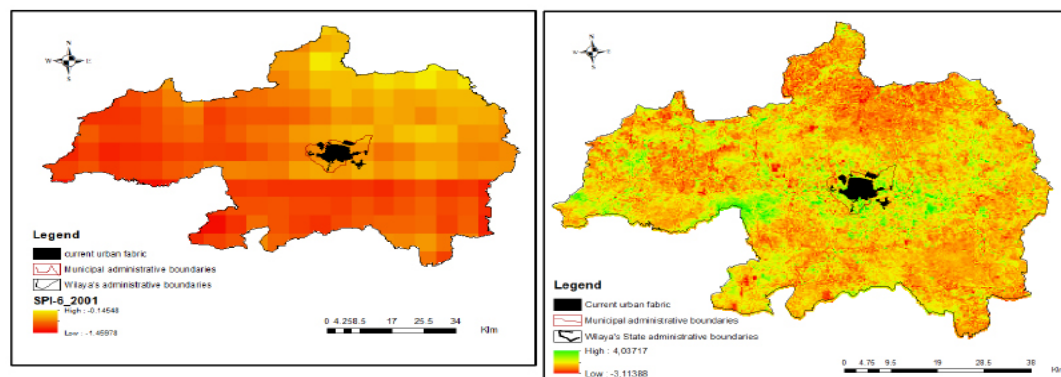 N
W E
S
Legend
current urban fabric
Municipal administrative boundaries
Wilaya's administrative boundaries
SPI-6_2001
High : -0.14548
Low : -1.45978
0 4.25 8.5 17 25.5 34
Klm
N
S
Legend
Current urban fabric
Municipal administrative boundaries
Wilaya's State administrative boundaries
High : 4,03717
Low : -3,11388
0 4.75 9.5 19 28.5 38